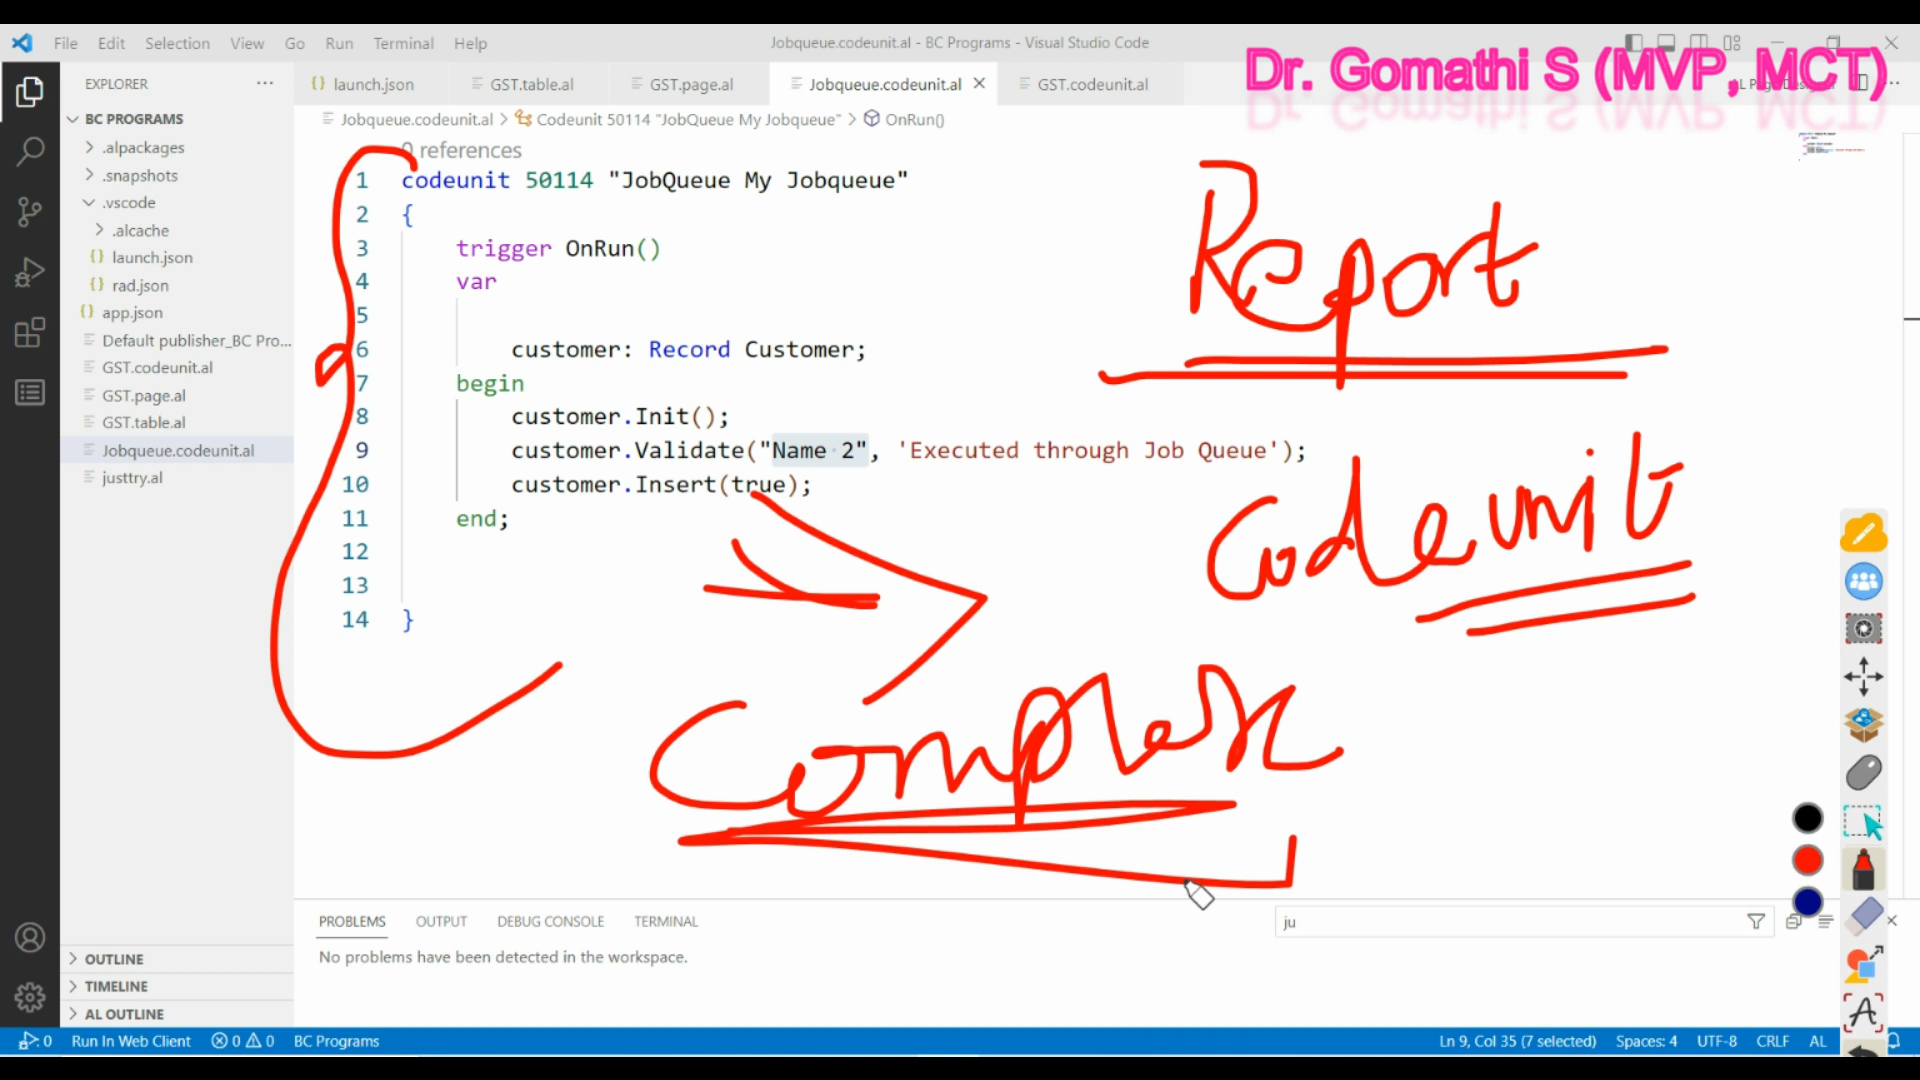 File Edit Selection View Go Run Terminal Help
Jobqueue.codeunit.al - BC Programs - Visual Studio Code
Dr. Gomathi S (MVP, MCT)
EXPLORER
launch.json GST.table.al GST.page.al Jobqueue.codeunit.al GST.codeunit.al
BC PROGRAMS
.alpackages
.snapshots
.vscode
.alcache
launch.json
rad.json
app.json
Default publisher_BC Pro...
GST.codeunit.al
GST.page.al
GST.table.al
Jobqueue.codeunit.al
justtry.al
Jobqueue.codeunit.al > Codeunit 50114 "JobQueue My Jobqueue" > OnRun()
0 references
1 codeunit 50114 "JobQueue My Jobqueue"
2 {
3 trigger OnRun()
4 var
5
6 customer: Record Customer;
7 begin
8 customer.Init();
9 customer.Validate("Name 2", 'Executed through Job Queue');
10 customer.Insert(true);
11 end;
12
13
14 }
Report
Codeunit
Complex
PROBLEMS OUTPUT DEBUG CONSOLE TERMINAL
ju
No problems have been detected in the workspace.
OUTLINE
TIMELINE
AL OUTLINE
0 Run In Web Client 0 0 BC Programs
Ln 9, Col 35 (7 selected) Spaces: 4 UTF-8 CRLF AL